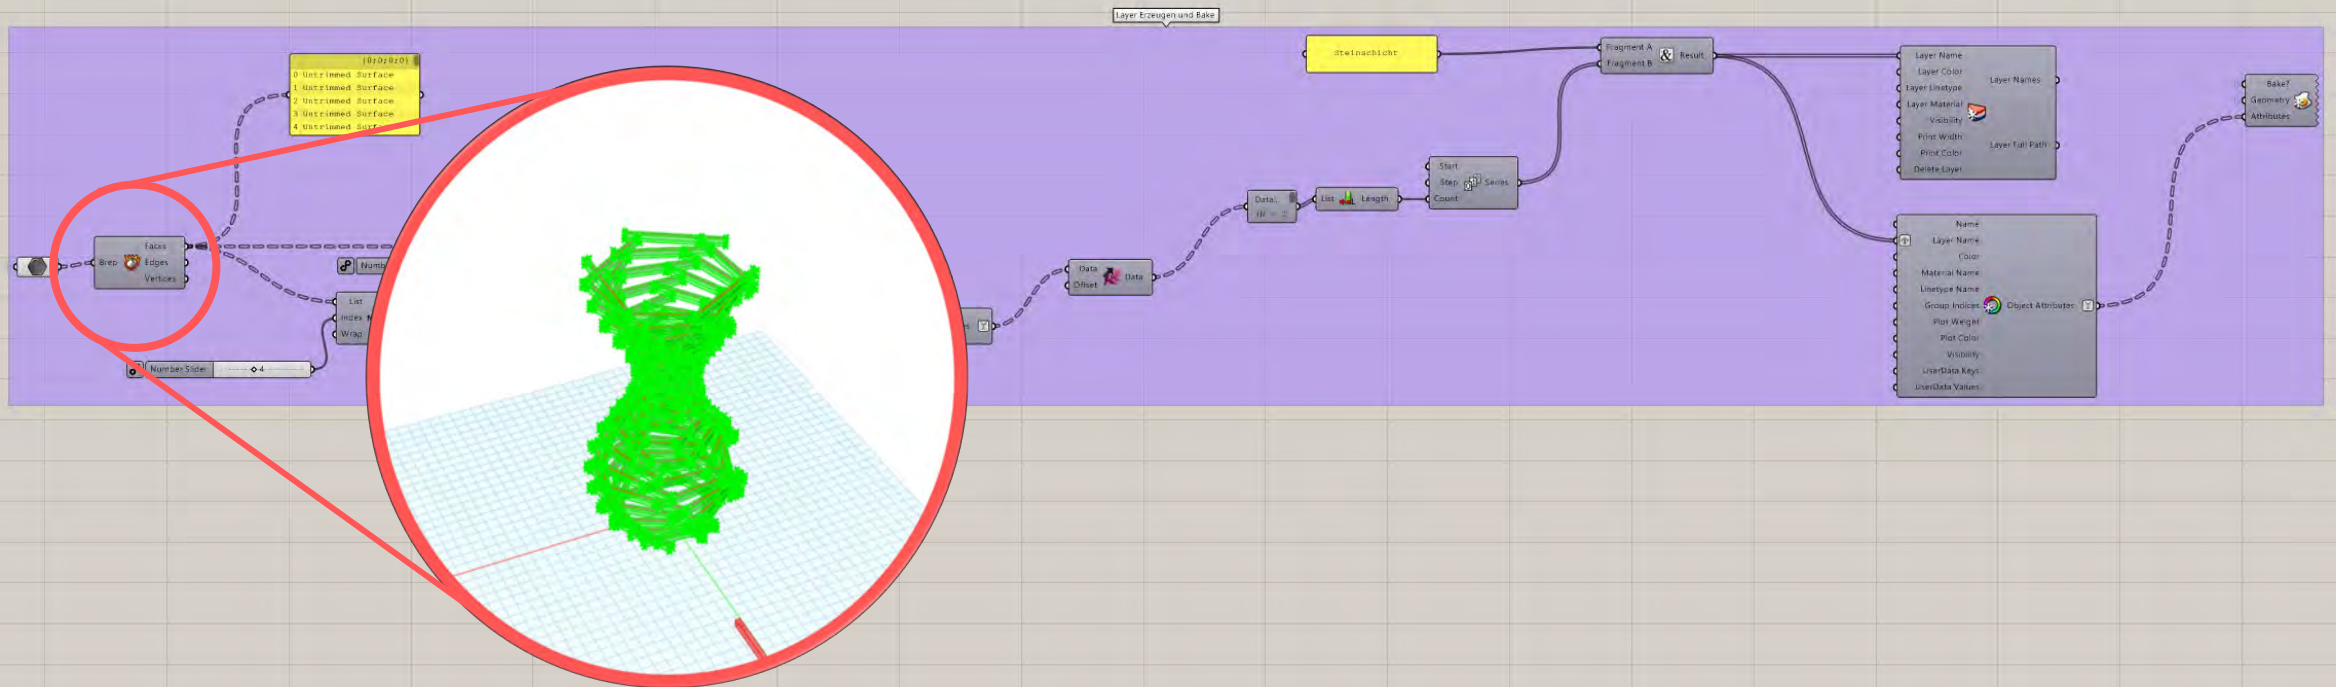 Layer Erzeugen und Bake
{0;0;0;0}
0 Untrimmed Surface
1 Untrimmed Surface
2 Untrimmed Surface
3 Untrimmed Surface
4 Untrimmed Surface
Brep
Faces
Edges
Vertices
List
Index
Wrap
Number Slider
4
Data
Offset
Data
List
Length
Start
Step
Count
Series
Steinschicht
Fragment A
Fragment B
Result
Layer Name
Layer Color
Layer Linetype
Layer Material
Visibility
Print Width
Print Color
Delete Layer
Layer Names
Layer Full Path
Name
Layer Name
Color
Material Name
Linetype Name
Group Indices
Plot Weight
Plot Color
Visibility
UserData Keys
UserData Values
Object Attributes
Bake?
Geometry
Attributes